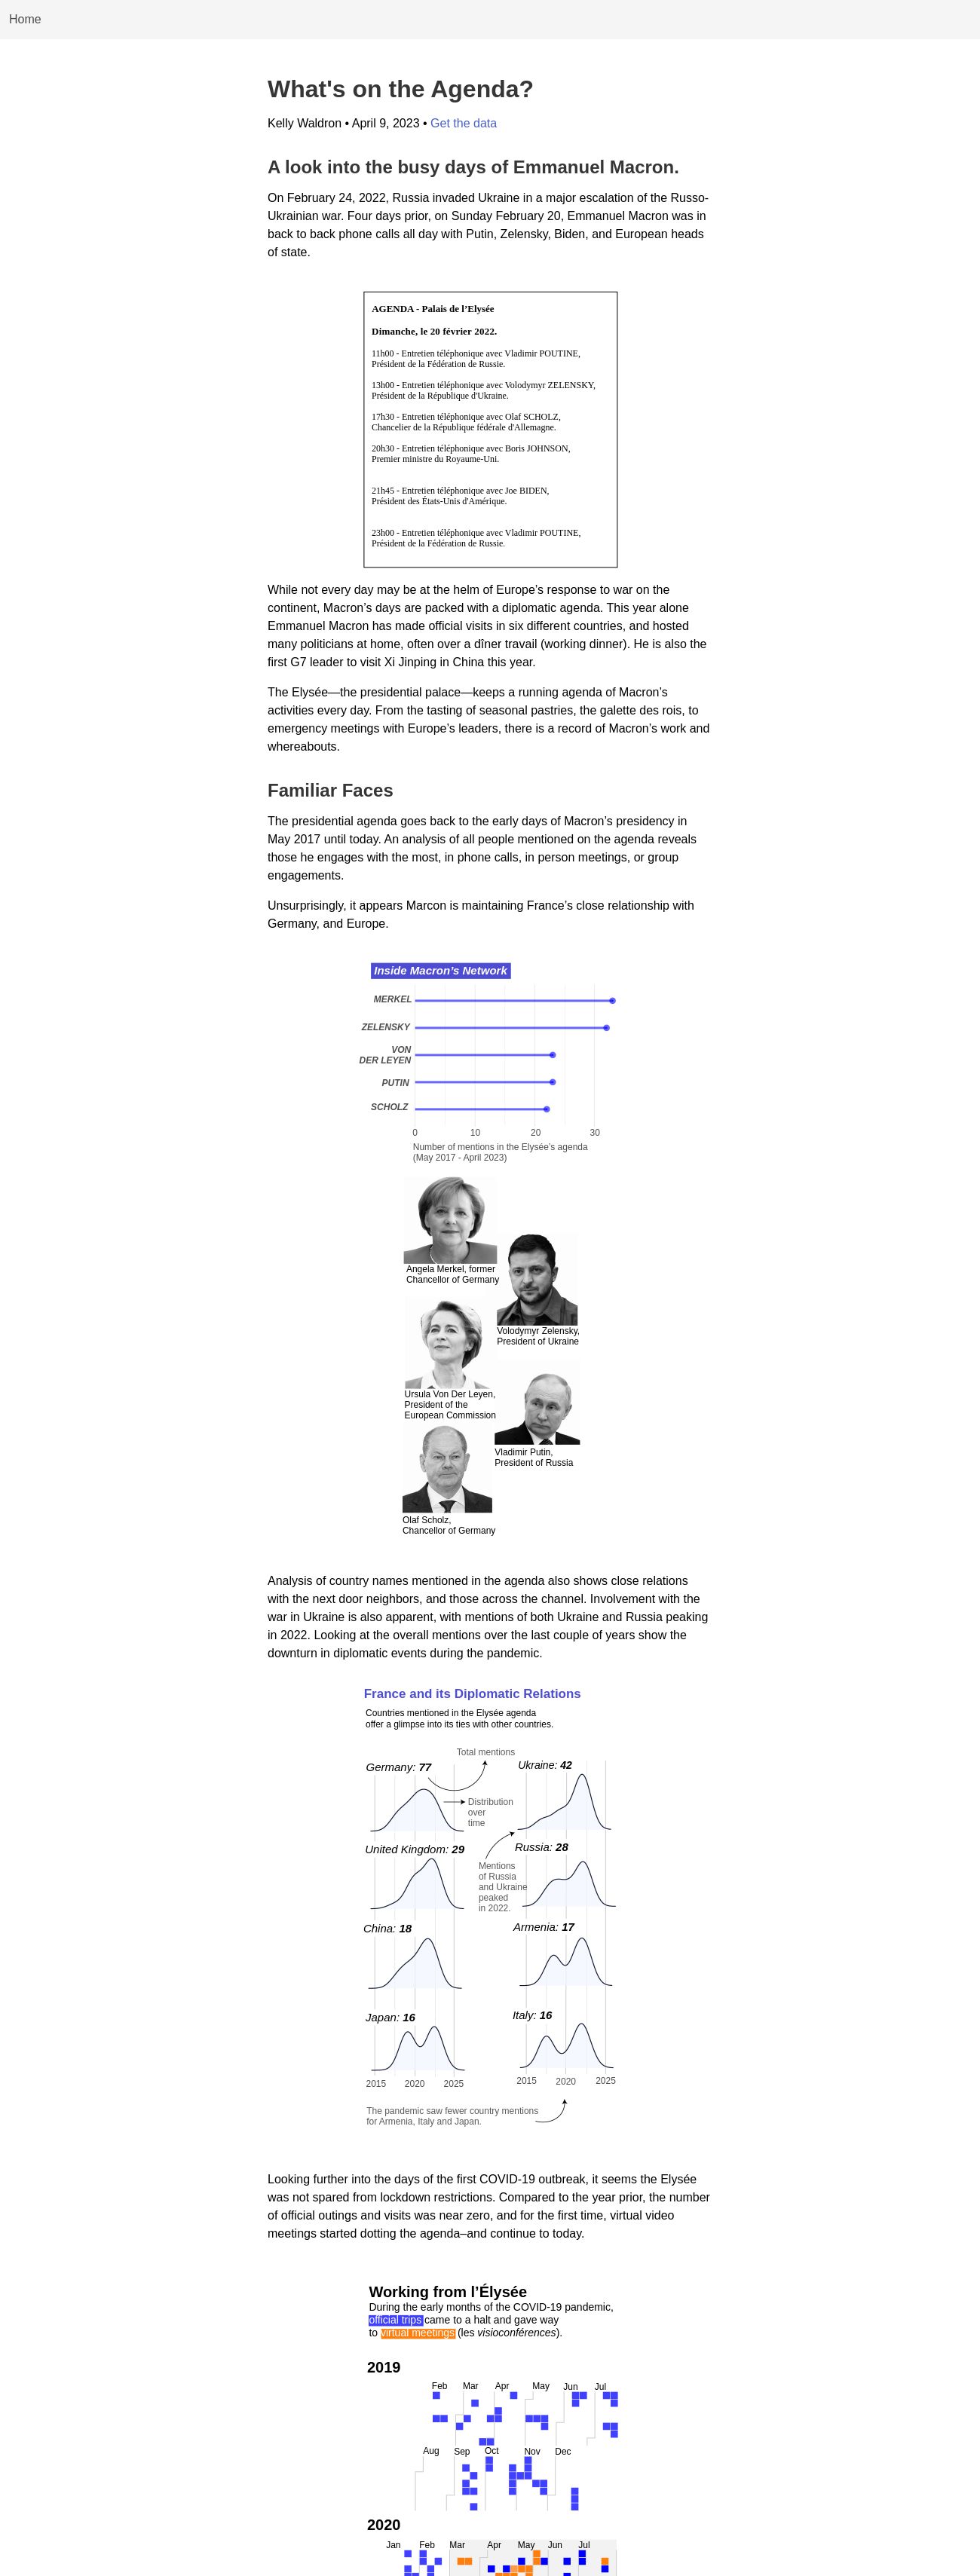 Home
What's on the Agenda?
Kelly Waldron • April 9, 2023 • Get the data
A look into the busy days of Emmanuel Macron.
On February 24, 2022, Russia invaded Ukraine in a major escalation of the Russo-
Ukrainian war. Four days prior, on Sunday February 20, Emmanuel Macron was in
back to back phone calls all day with Putin, Zelensky, Biden, and European heads
of state.
AGENDA - Palais de l’Elysée
Dimanche, le 20 février 2022.
11h00 - Entretien téléphonique avec Vladimir POUTINE,
Président de la Fédération de Russie.
13h00 - Entretien téléphonique avec Volodymyr ZELENSKY,
Président de la République d'Ukraine.
17h30 - Entretien téléphonique avec Olaf SCHOLZ,
Chancelier de la République fédérale d'Allemagne.
20h30 - Entretien téléphonique avec Boris JOHNSON,
Premier ministre du Royaume-Uni.
21h45 - Entretien téléphonique avec Joe BIDEN,
Président des États-Unis d'Amérique.
23h00 - Entretien téléphonique avec Vladimir POUTINE,
Président de la Fédération de Russie.
While not every day may be at the helm of Europe’s response to war on the
continent, Macron’s days are packed with a diplomatic agenda. This year alone
Emmanuel Macron has made official visits in six different countries, and hosted
many politicians at home, often over a dîner travail (working dinner). He is also the
first G7 leader to visit Xi Jinping in China this year.
The Elysée—the presidential palace—keeps a running agenda of Macron’s
activities every day. From the tasting of seasonal pastries, the galette des rois, to
emergency meetings with Europe’s leaders, there is a record of Macron’s work and
whereabouts.
Familiar Faces
The presidential agenda goes back to the early days of Macron’s presidency in
May 2017 until today. An analysis of all people mentioned on the agenda reveals
those he engages with the most, in phone calls, in person meetings, or group
engagements.
Unsurprisingly, it appears Marcon is maintaining France’s close relationship with
Germany, and Europe.
Inside Macron’s Network
MERKEL
ZELENSKY
VON
DER LEYEN
PUTIN
SCHOLZ
0 10 20 30
Number of mentions in the Elysée’s agenda
(May 2017 - April 2023)
Angela Merkel, former
Chancellor of Germany
Volodymyr Zelensky,
President of Ukraine
Ursula Von Der Leyen,
President of the
European Commission
Vladimir Putin,
President of Russia
Olaf Scholz,
Chancellor of Germany
Analysis of country names mentioned in the agenda also shows close relations
with the next door neighbors, and those across the channel. Involvement with the
war in Ukraine is also apparent, with mentions of both Ukraine and Russia peaking
in 2022. Looking at the overall mentions over the last couple of years show the
downturn in diplomatic events during the pandemic.
France and its Diplomatic Relations
Countries mentioned in the Elysée agenda
offer a glimpse into its ties with other countries.
Total mentions
Germany: 77
Ukraine: 42
Distribution
over
time
United Kingdom: 29
Russia: 28
Mentions
of Russia
and Ukraine
peaked
in 2022.
China: 18
Armenia: 17
Japan: 16
Italy: 16
2015 2020 2025
2015 2020 2025
The pandemic saw fewer country mentions
for Armenia, Italy and Japan.
Looking further into the days of the first COVID-19 outbreak, it seems the Elysée
was not spared from lockdown restrictions. Compared to the year prior, the number
of official outings and visits was near zero, and for the first time, virtual video
meetings started dotting the agenda–and continue to today.
Working from l’Élysée
During the early months of the COVID-19 pandemic,
official trips came to a halt and gave way
to virtual meetings (les visioconférences).
2019
Feb Mar Apr May Jun Jul
Aug Sep Oct Nov Dec
2020
Jan Feb Mar Apr May Jun Jul